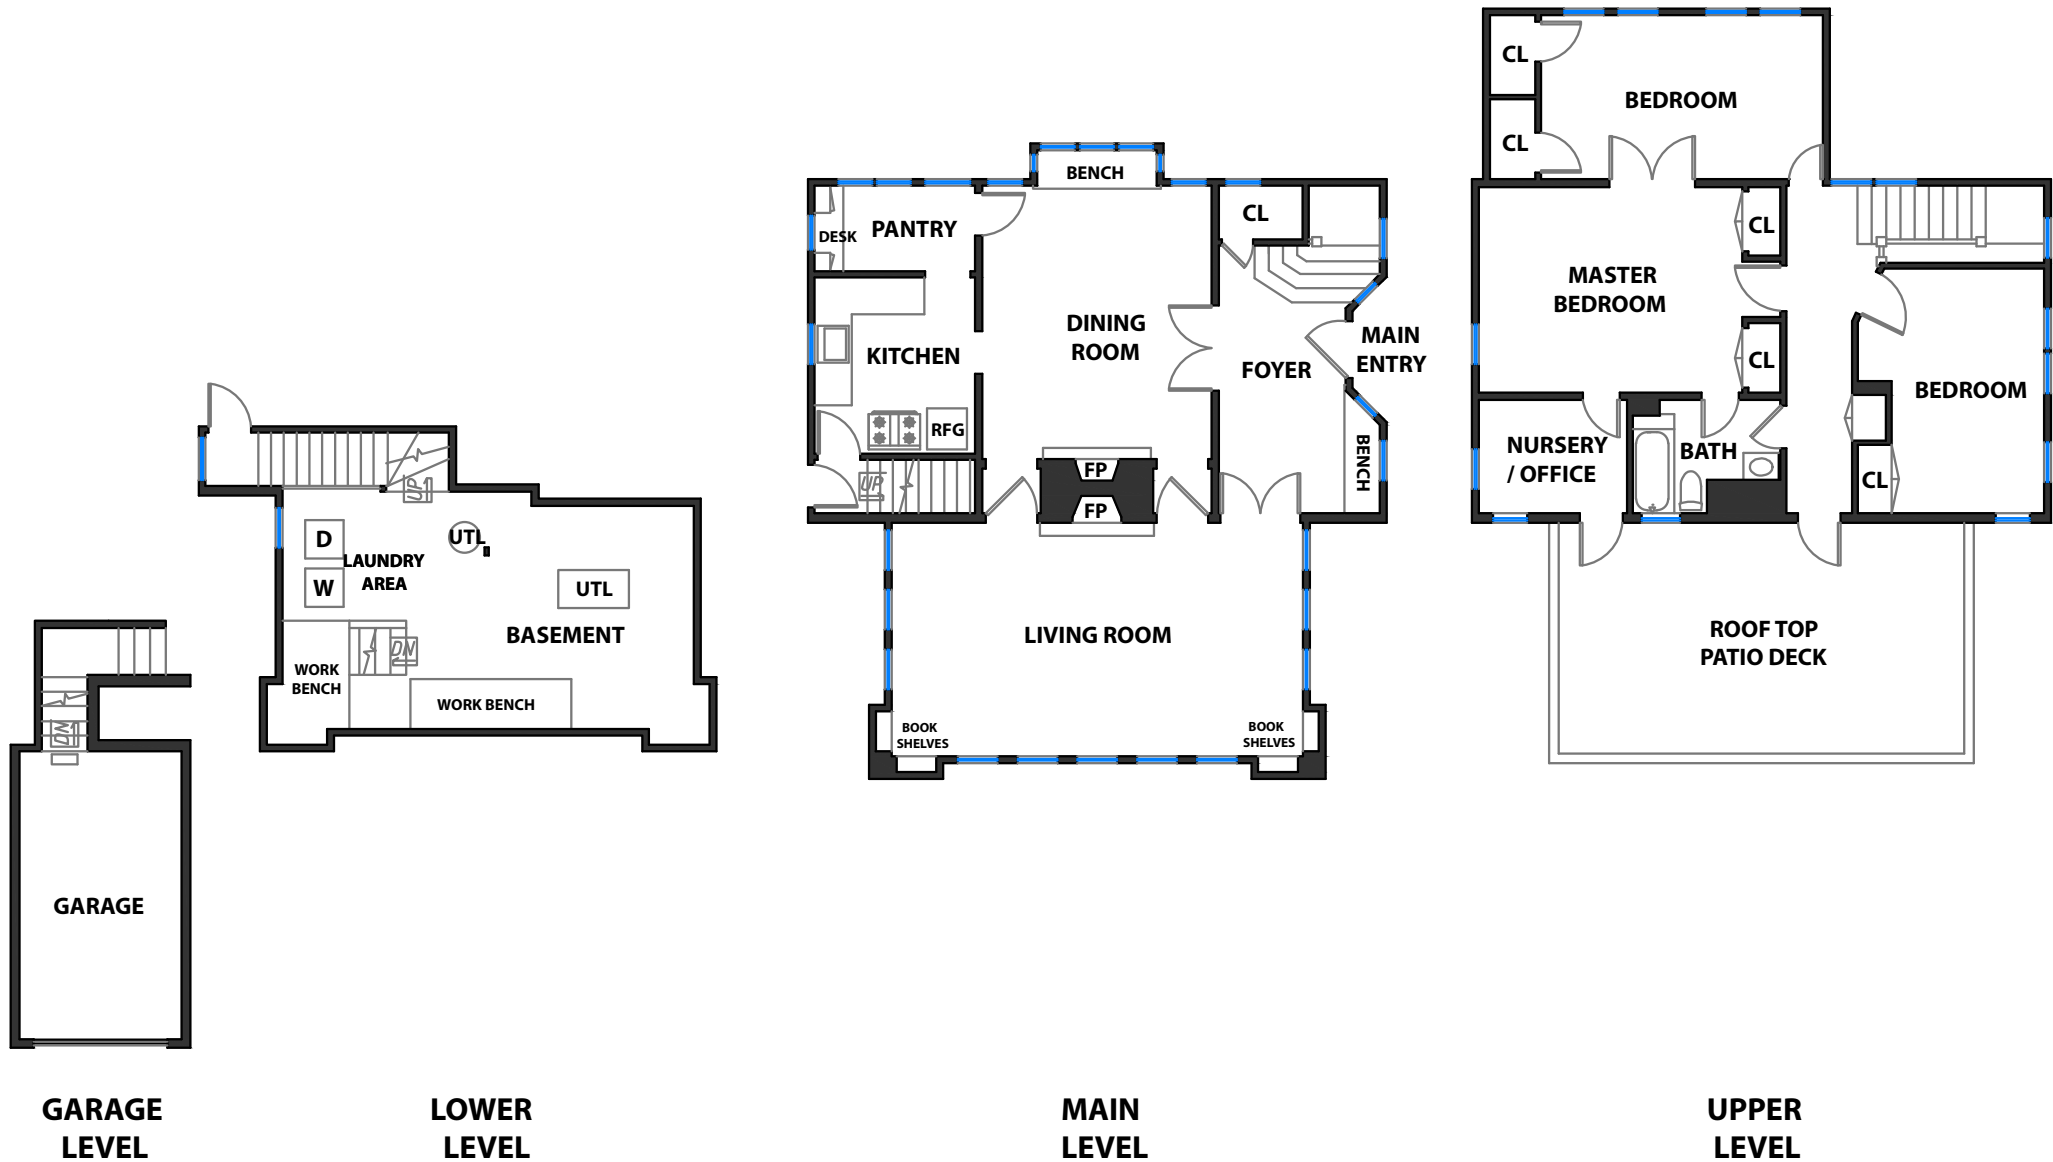 GARAGE
DN
GARAGE
LEVEL
UP
D
W
LAUNDRY
AREA
UTL
UTL
BASEMENT
WORK
BENCH
DN
WORK BENCH
LOWER
LEVEL
BENCH
PANTRY
DESK
CL
DINING
ROOM
KITCHEN
FOYER
MAIN
ENTRY
RFG
UP
FP
FP
BENCH
LIVING ROOM
BOOK
SHELVES
BOOK
SHELVES
MAIN
LEVEL
CL
CL
BEDROOM
MASTER
BEDROOM
CL
CL
BEDROOM
NURSERY
/ OFFICE
BATH
CL
ROOF TOP
PATIO DECK
UPPER
LEVEL